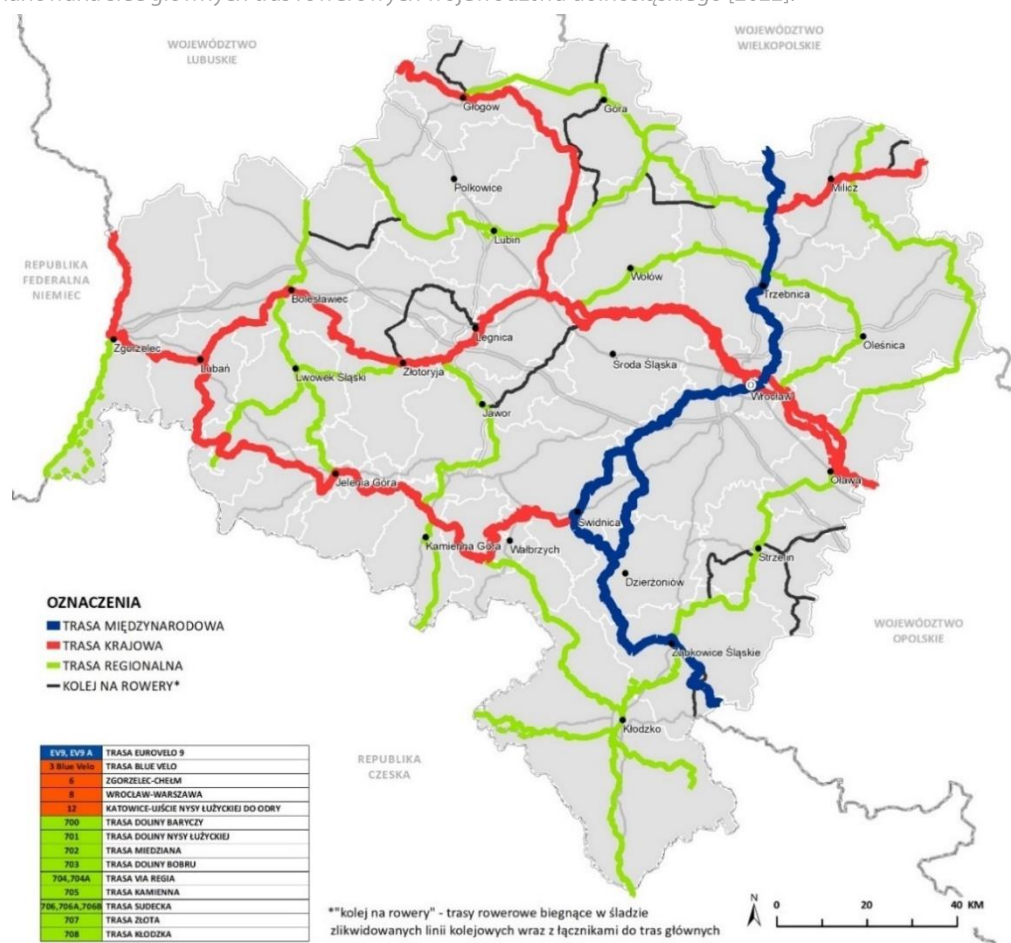 WOJEWÓDZTWO
LUBUSKIE
WOJEWÓDZTWO
WIELKOPOLSKIE
Głogów
Góra
Polkowice
Milicz
Lubin
REPUBLIKA
FEDERALNA
NIEMIEC
Wołów
Trzebnica
Bolesławiec
Legnica
Oleśnica
Zgorzelec
Lubań
Złotoryja
Środa Śląska
Lwówek Śląski
Wrocław
Jawor
Jelenia Góra
Oława
Świdnica
Kamienna Góra
Wałbrzych
Strzelin
Dzierżoniów
OZNACZENIA
TRASA MIĘDZYNARODOWA
TRASA KRAJOWA
TRASA REGIONALNA
KOLEJ NA ROWERY*
WOJEWÓDZTWO
OPOLSKIE
Ząbkowice Śląskie
Kłodzko
REPUBLIKA
CZESKA
EV9, EV9 A TRASA EUROVELO 9
3 Blue Velo TRASA BLUE VELO
6 ZGORZELEC-CHEŁM
8 WROCŁAW-WARSZAWA
12 KATOWICE-UJŚCIE NYSY ŁUŻYCKIEJ DO ODRY
700 TRASA DOLINY BARYCZY
701 TRASA DOLINY NYSY ŁUŻYCKIEJ
702 TRASA MIEDZIANA
703 TRASA DOLINY BOBRU
704,704A TRASA VIA REGIA
705 TRASA KAMIENNA
706,706A,706B TRASA SUDECKA
707 TRASA ZŁOTA
708 TRASA KŁODZKA
*"kolej na rowery" - trasy rowerowe biegnące w śladzie
zlikwidowanych linii kolejowych wraz z łącznikami do tras głównych
N
0 10 20 40 KM